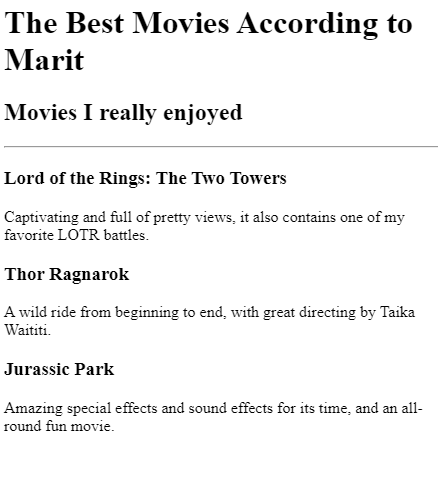 The Best Movies According to
Marit
Movies I really enjoyed
Lord of the Rings: The Two Towers
Captivating and full of pretty views, it also contains one of my
favorite LOTR battles.
Thor Ragnarok
A wild ride from beginning to end, with great directing by Taika
Waititi.
Jurassic Park
Amazing special effects and sound effects for its time, and an all-
round fun movie.